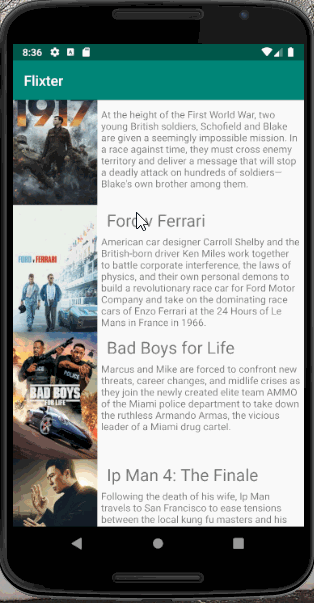 8:36
Flixter
1917
At the height of the First World War, two
young British soldiers, Schofield and Blake
are given a seemingly impossible mission. In
a race against time, they must cross enemy
territory and deliver a message that will stop
a deadly attack on hundreds of soldiers—
Blake's own brother among them.
Ford v Ferrari
FORD v FERRARI
American car designer Carroll Shelby and the
British-born driver Ken Miles work together
to battle corporate interference, the laws of
physics, and their own personal demons to
build a revolutionary race car for Ford Motor
Company and take on the dominating race
cars of Enzo Ferrari at the 24 Hours of Le
Mans in France in 1966.
Bad Boys for Life
BAD BOYS
FOR LIFE
Marcus and Mike are forced to confront new
threats, career changes, and midlife crises as
they join the newly created elite team AMMO
of the Miami police department to take down
the ruthless Armando Armas, the vicious
leader of a Miami drug cartel.
Ip Man 4: The Finale
Following the death of his wife, Ip Man
travels to San Francisco to ease tensions
between the local kung fu masters and his